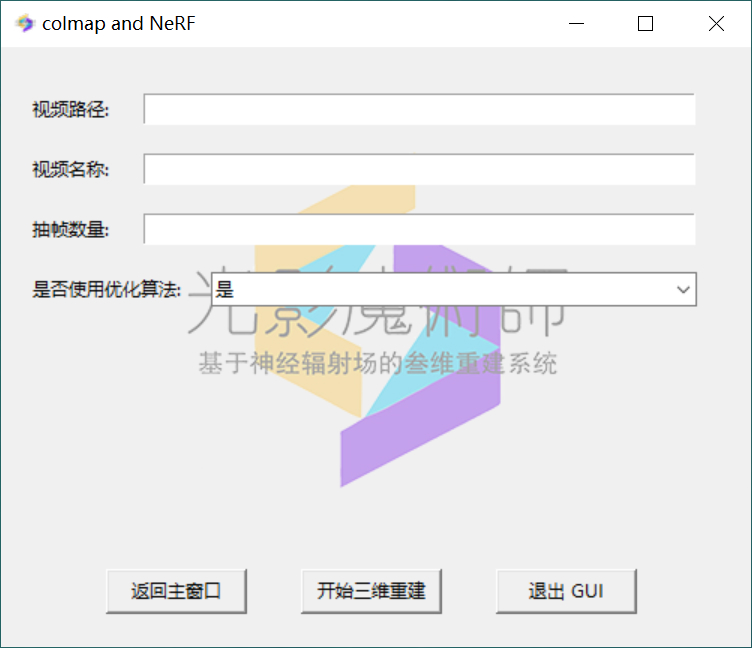 colmap and NeRF
视频路径:
视频名称:
抽帧数量:
是否使用优化算法: 是
光影魔術師
基于神经辐射场的叁维重建系统
返回主窗口 开始三维重建 退出 GUI